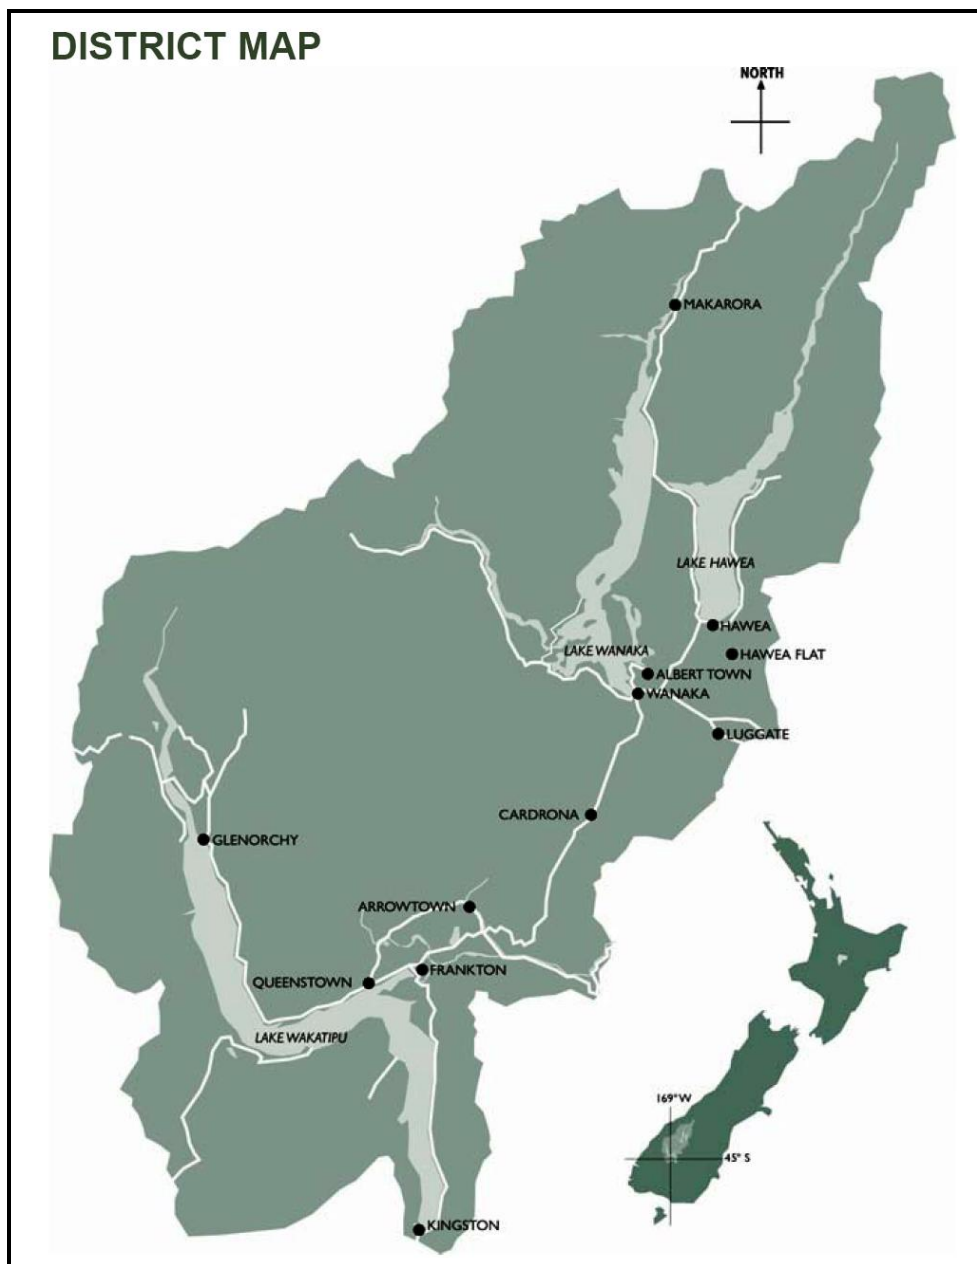 DISTRICT MAP
NORTH
MAKARORA
LAKE HAWEA
HAWEA
LAKE WANAKA
HAWEA FLAT
ALBERT TOWN
WANAKA
LUGGATE
CARDRONA
GLENORCHY
ARROWTOWN
FRANKTON
QUEENSTOWN
LAKE WAKATIPU
169° W
45° S
KINGSTON